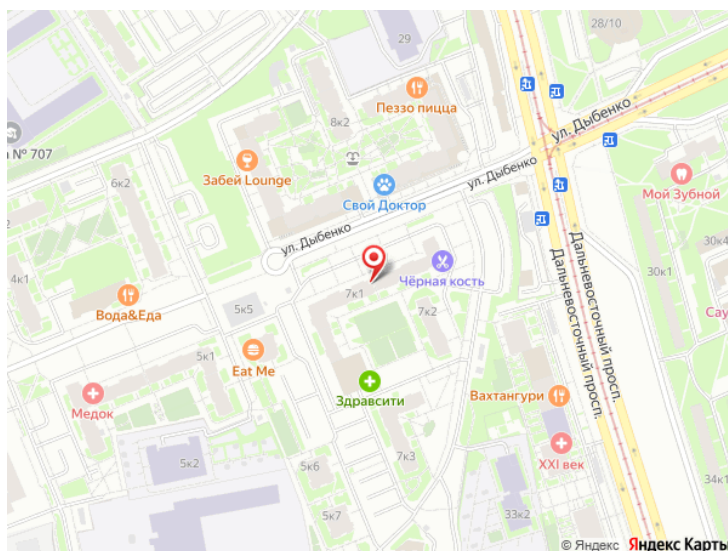 28/10
29
Пеззо пицца
8к2
ул. Дыбенко
№ 707
6к2
Забей Lounge
Свой Доктор
ул. Дыбенко
Мой Зубной
ул. Дыбенко
30к4
4к1
30к1
Чёрная кость
Вода&Еда
7к1
5к5
7к2
Сау
Дальневосточный просп.
Дальневосточный просп.
5к1
Eat Me
Здравсити
Вахтангури
Медок
7к3
XXI век
5к2
5к6
34к1
5к7
33к2
© Яндекс Яндекс Карты